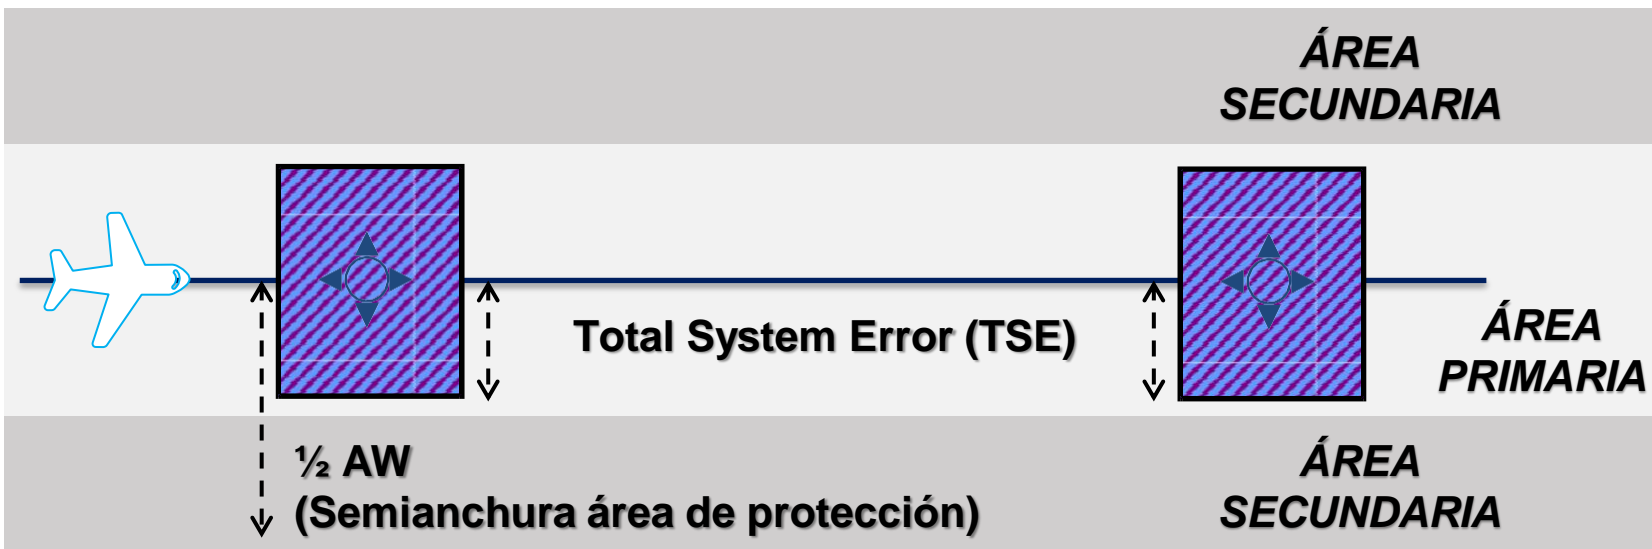 ÁREA
SECUNDARIA
Total System Error (TSE)
ÁREA
PRIMARIA
½ AW
(Semianchura área de protección)
ÁREA
SECUNDARIA